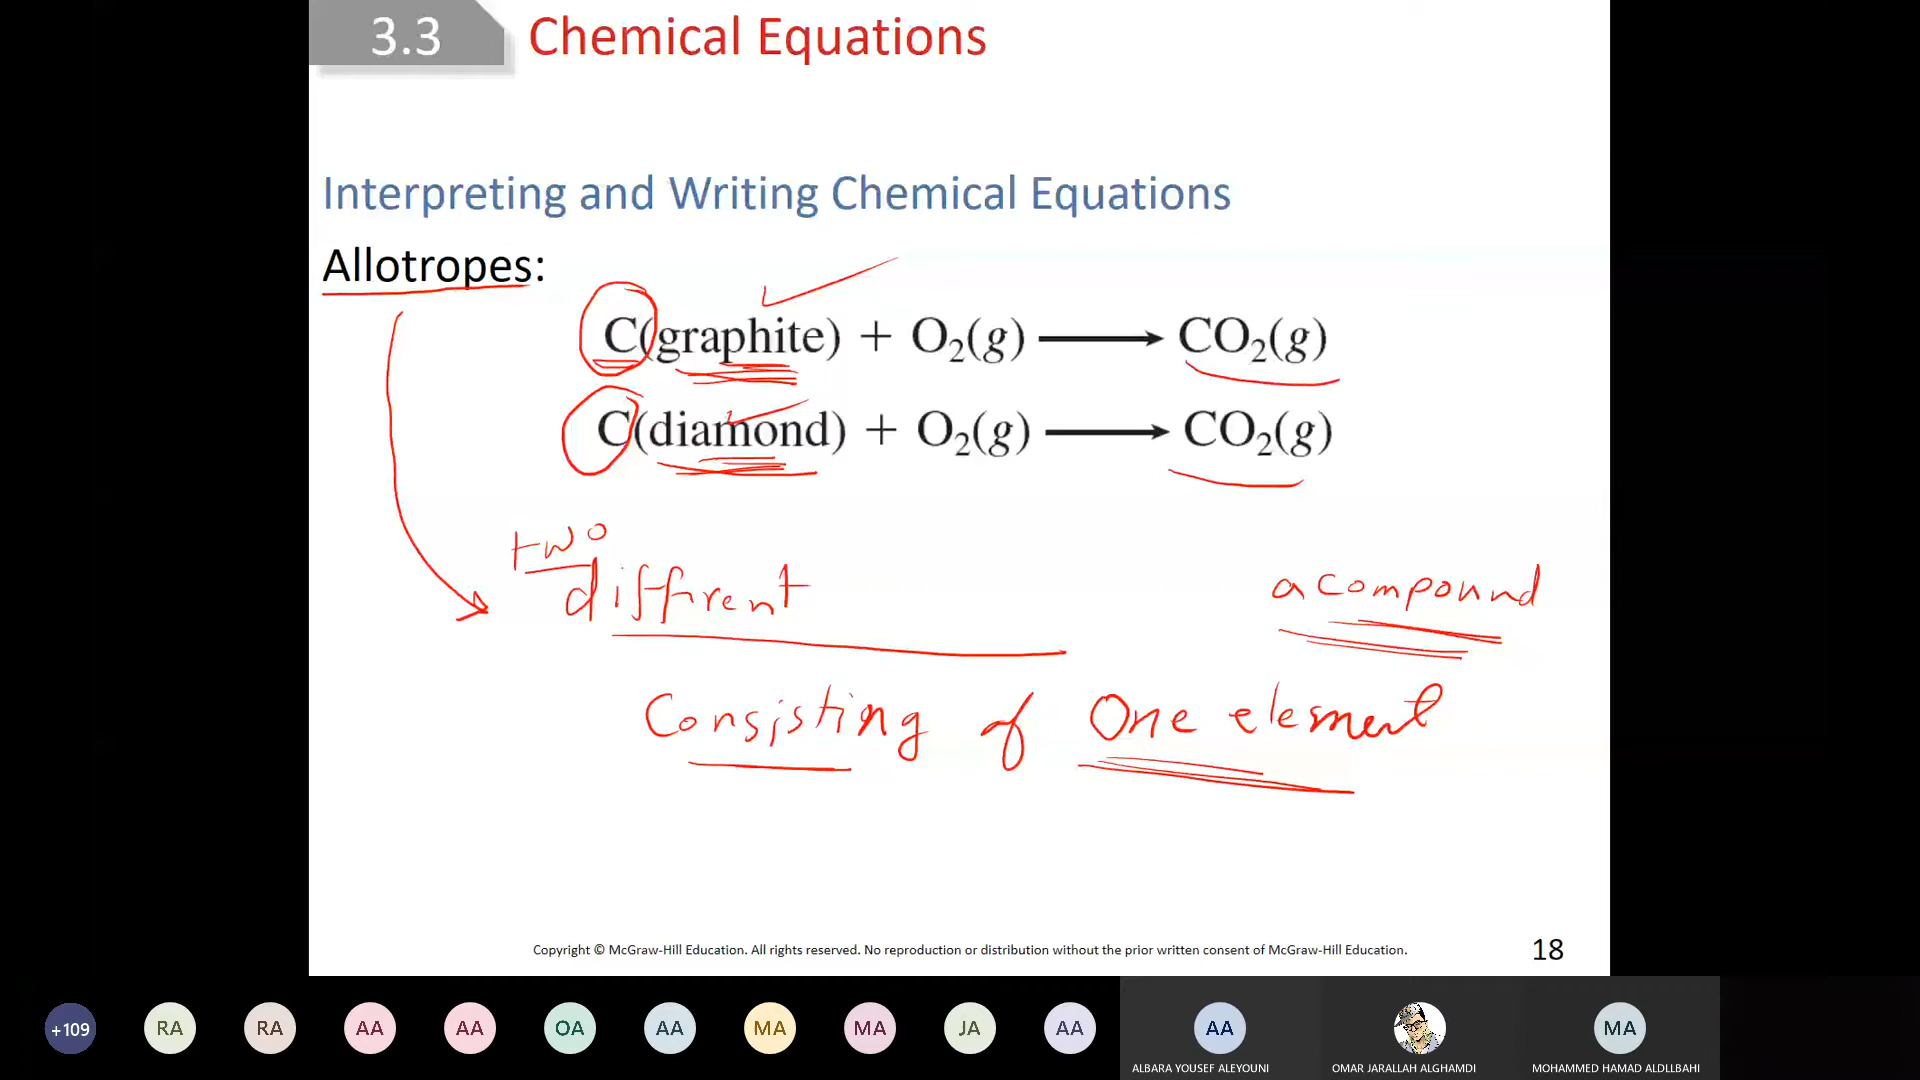 3.3 Chemical Equations
Interpreting and Writing Chemical Equations
Allotropes:
C(graphite) + O₂(g) ⟶ CO₂(g)
C(diamond) + O₂(g) ⟶ CO₂(g)
two
diffrent
a compound
Consisting of One element
Copyright © McGraw-Hill Education. All rights reserved. No reproduction or distribution without the prior written consent of McGraw-Hill Education.
18
+109 RA RA AA AA OA AA MA MA JA AA AA MA
ALBARA YOUSEF ALEYOUNI OMAR JARALLAH ALGHAMDI MOHAMMED HAMAD ALDLLBAHI